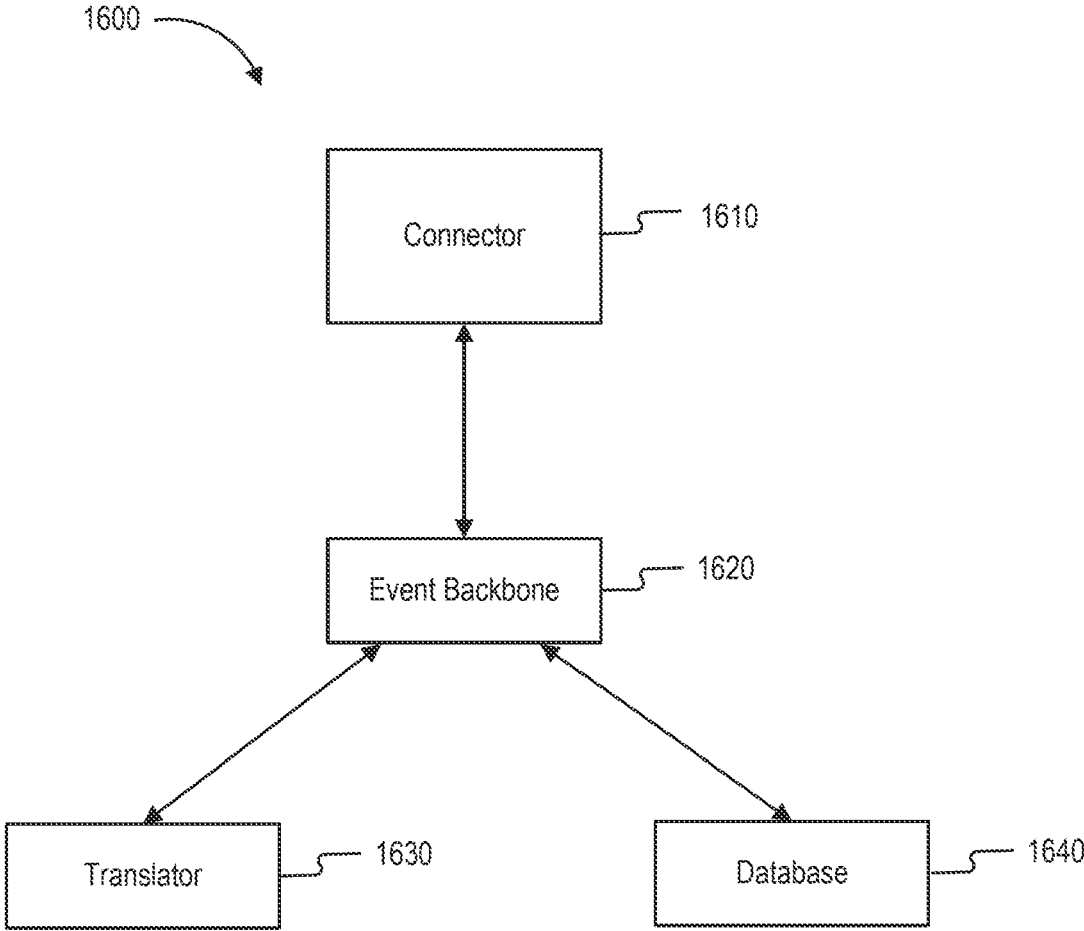 1600
Connector
1610
Event Backbone
1620
Translator
1630
Database
1640